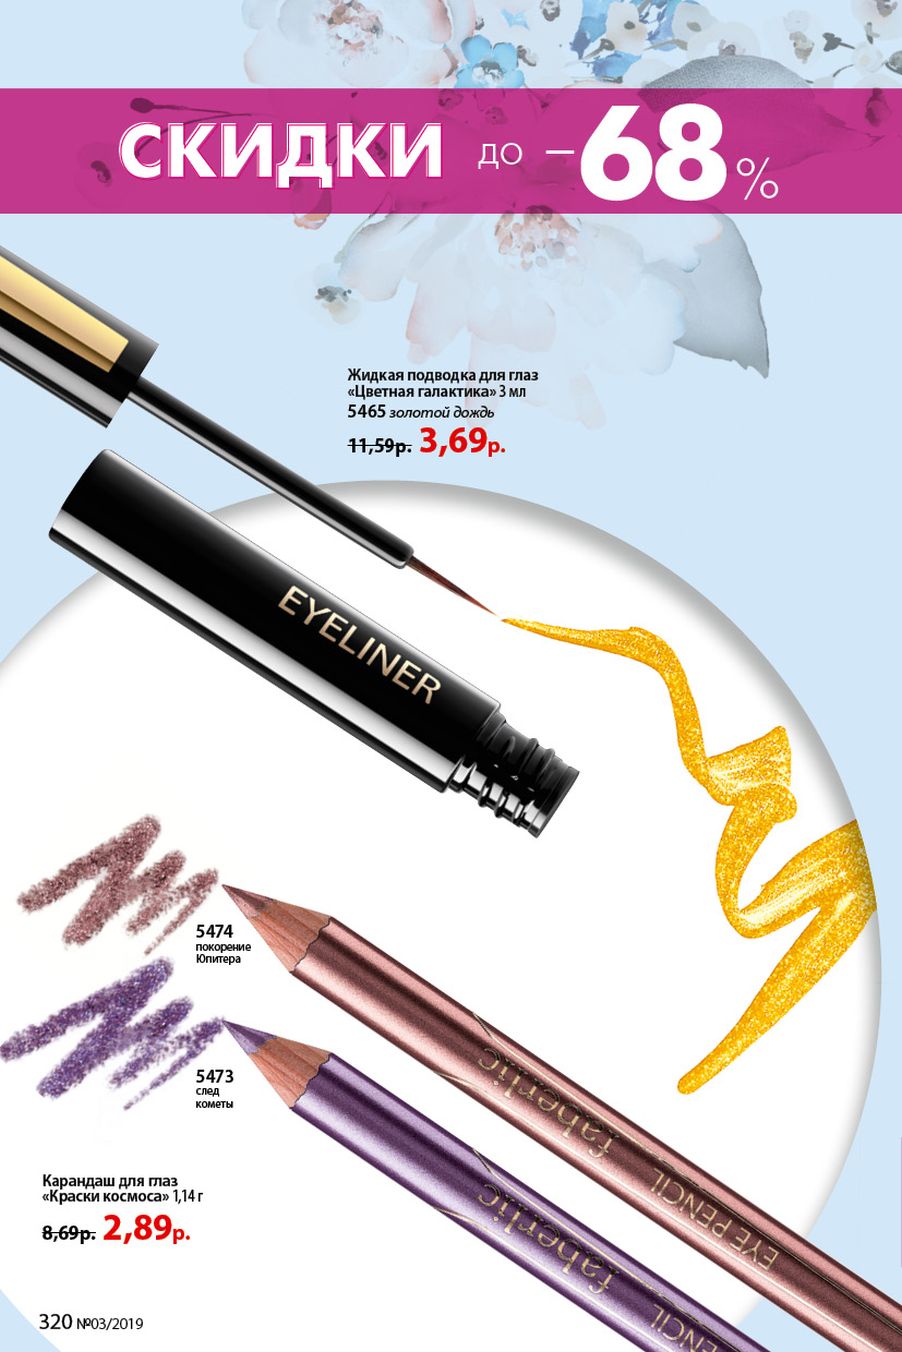 СКИДКИ ДО –68%
Жидкая подводка для глаз
«Цветная галактика» 3 мл
5465 золотой дождь
11,59р. 3,69р.
EYELINER
5474
покорение
Юпитера
5473
след
кометы
faberlic
EYE PENCIL
faberlic
PENCIL
Карандаш для глаз
«Краски космоса» 1,14 г
8,69р. 2,89р.
320 №03/2019